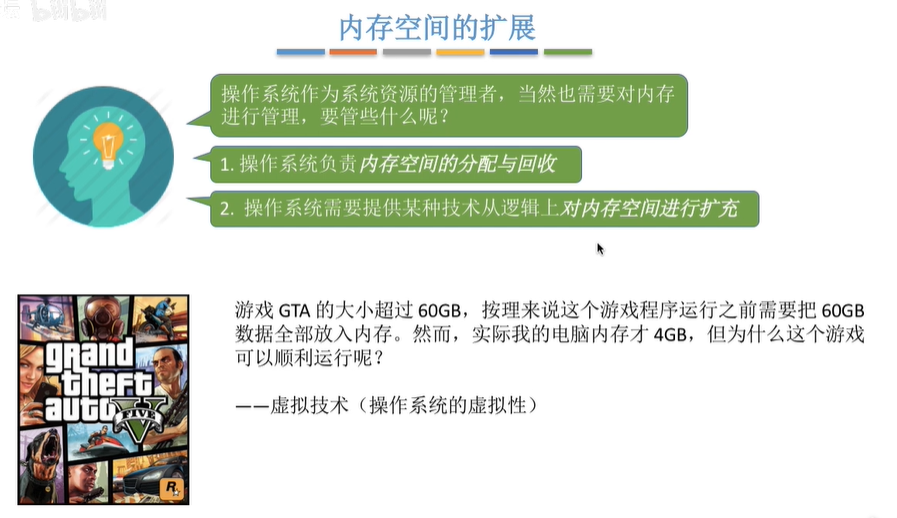 bilibili
内存空间的扩展
操作系统作为系统资源的管理者，当然也需要对内存
进行管理，要管些什么呢？
1. 操作系统负责内存空间的分配与回收
2. 操作系统需要提供某种技术从逻辑上对内存空间进行扩充
游戏 GTA 的大小超过 60GB，按理来说这个游戏程序运行之前需要把 60GB
数据全部放入内存。然而，实际我的电脑内存才 4GB，但为什么这个游戏
可以顺利运行呢？
——虚拟技术（操作系统的虚拟性）
grand
theft
auto
V
FIVE
R